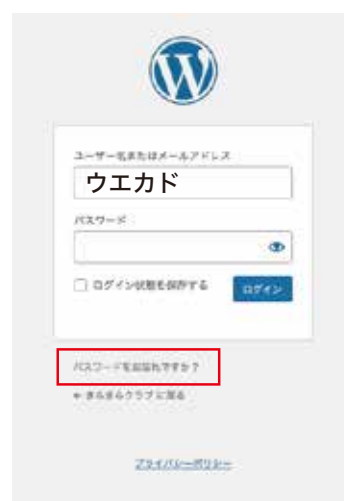 ユーザー名またはメールアドレス
ウエカド
パスワード
ログイン状態を保存する
ログイン
パスワードをお忘れですか？
← まらまらクラブに戻る
プライバシーポリシー